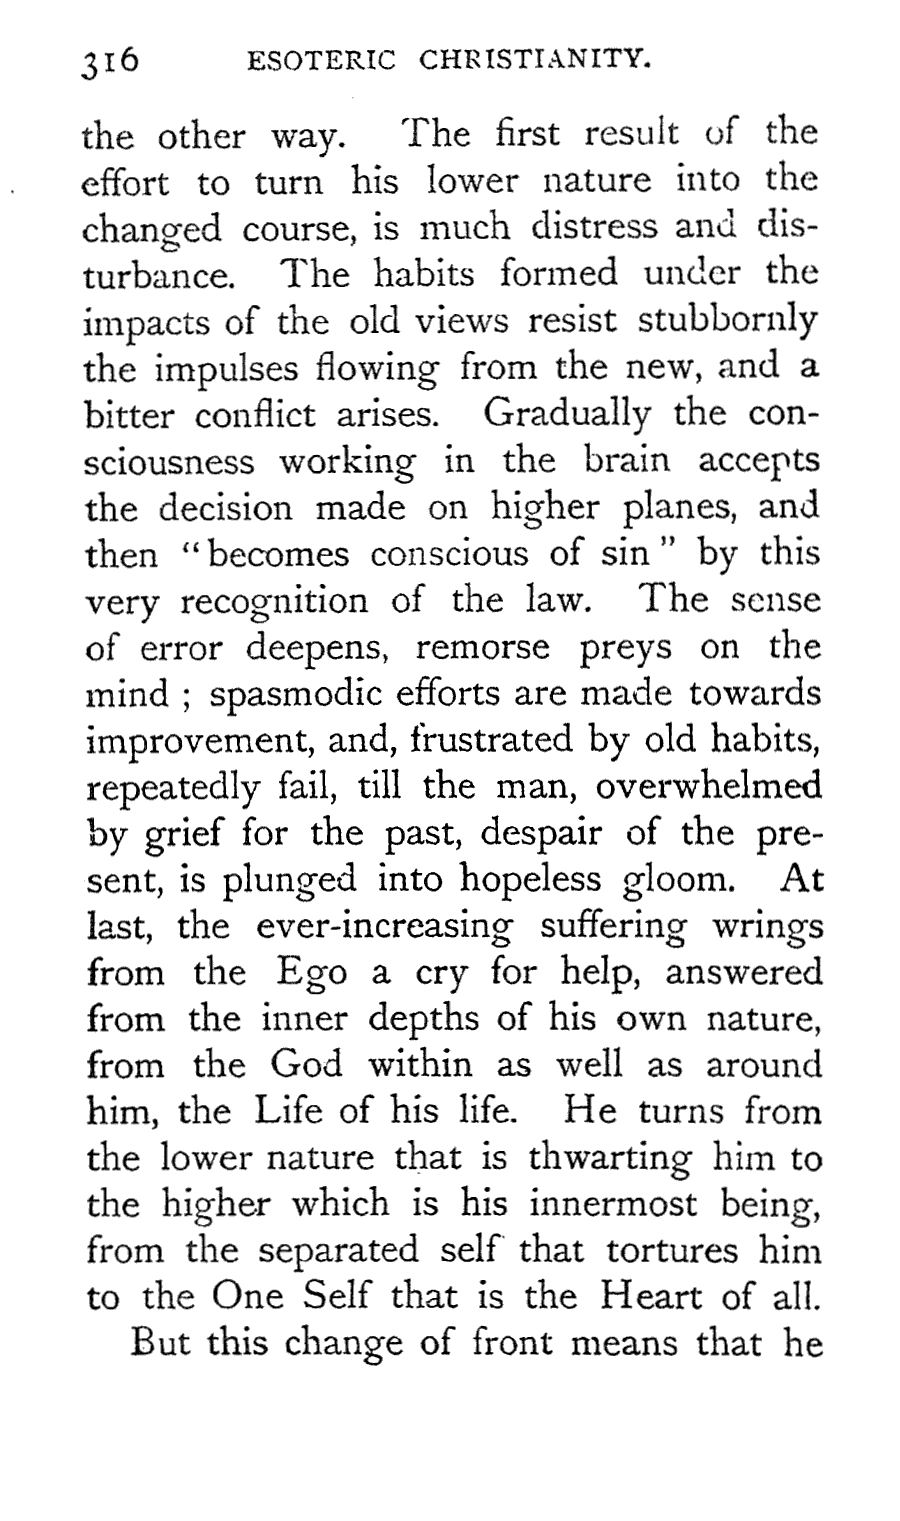 316 ESOTERIC CHRISTIANITY.
the other way. The first result of the
effort to turn his lower nature into the
changed course, is much distress and dis-
turbance. The habits formed under the
impacts of the old views resist stubbornly
the impulses flowing from the new, and a
bitter conflict arises. Gradually the con-
sciousness working in the brain accepts
the decision made on higher planes, and
then “becomes conscious of sin” by this
very recognition of the law. The sense
of error deepens, remorse preys on the
mind ; spasmodic efforts are made towards
improvement, and, frustrated by old habits,
repeatedly fail, till the man, overwhelmed
by grief for the past, despair of the pre-
sent, is plunged into hopeless gloom. At
last, the ever-increasing suffering wrings
from the Ego a cry for help, answered
from the inner depths of his own nature,
from the God within as well as around
him, the Life of his life. He turns from
the lower nature that is thwarting him to
the higher which is his innermost being,
from the separated self that tortures him
to the One Self that is the Heart of all.
But this change of front means that he